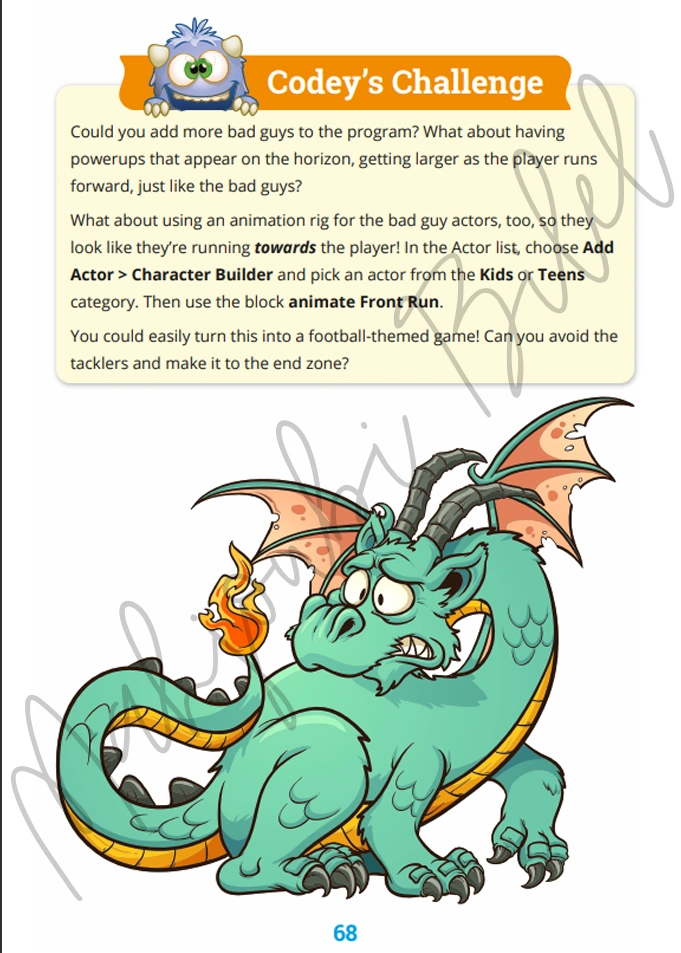 Codey's Challenge
Could you add more bad guys to the program? What about having
powerups that appear on the horizon, getting larger as the player runs
forward, just like the bad guys?
What about using an animation rig for the bad guy actors, too, so they
look like they're running towards the player! In the Actor list, choose Add
Actor > Character Builder and pick an actor from the Kids or Teens
category. Then use the block animate Front Run.
You could easily turn this into a football-themed game! Can you avoid the
tacklers and make it to the end zone?
68